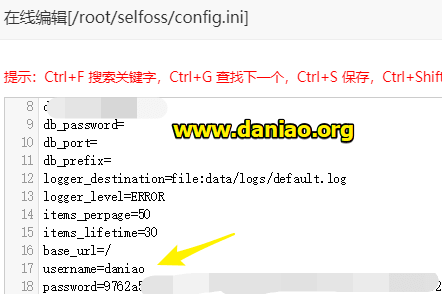 在线编辑[/root/selfoss/config.ini]
提示：Ctrl+F 搜索关键字，Ctrl+G 查找下一个，Ctrl+S 保存，Ctrl+Shift
8 d
9 db_password=
www.daniao.org
10 db_port=
11 db_prefix=
12 logger_destination=file:data/logs/default.log
13 logger_level=ERROR
14 items_perpage=50
15 items_lifetime=30
16 base_url=/
17 username=daniao
18 password=9762a5